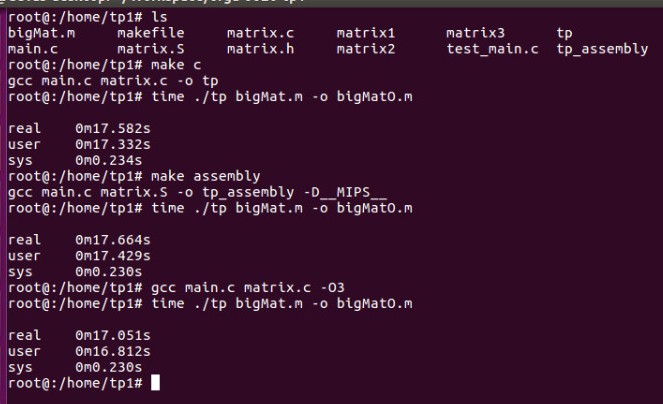 root@:/home/tp1# ls
bigMat.m makefile matrix.c matrix1 matrix3 tp
main.c matrix.S matrix.h matrix2 test_main.c tp_assembly
root@:/home/tp1# make c
gcc main.c matrix.c -o tp
root@:/home/tp1# time ./tp bigMat.m -o bigMatO.m
real 0m17.582s
user 0m17.332s
sys 0m0.234s
root@:/home/tp1# make assembly
gcc main.c matrix.S -o tp_assembly -D__MIPS__
root@:/home/tp1# time ./tp bigMat.m -o bigMatO.m
real 0m17.664s
user 0m17.429s
sys 0m0.230s
root@:/home/tp1# gcc main.c matrix.c -O3
root@:/home/tp1# time ./tp bigMat.m -o bigMatO.m
real 0m17.051s
user 0m16.812s
sys 0m0.230s
root@:/home/tp1#